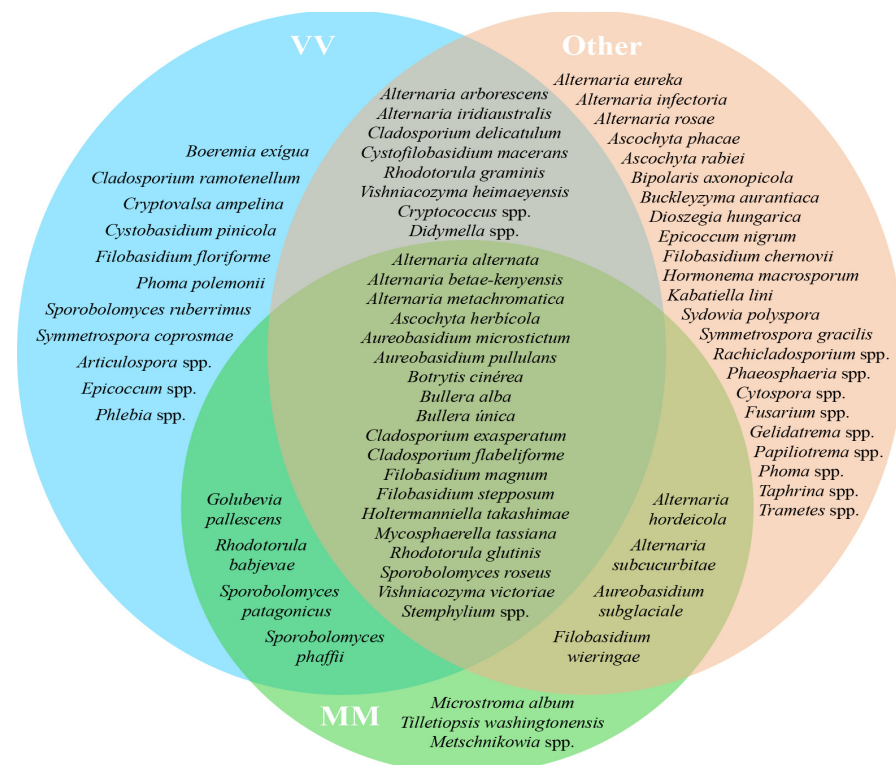 VV
Other
Boeremia exigua
Cladosporium ramotenellum
Cryptovalsa ampelina
Cystobasidium pinicola
Filobasidium floriforme
Phoma polemonii
Sporobolomyces ruberrimus
Symmetrospora coprosmae
Articulospora spp.
Epicoccum spp.
Phlebia spp.
Alternaria arborescens
Alternaria iridiaustralis
Cladosporium delicatulum
Cystofilobasidium macerans
Rhodotorula graminis
Vishniacozyma heimaeyensis
Cryptococcus spp.
Didymella spp.
Alternaria eureka
Alternaria infectoria
Alternaria rosae
Ascochyta phacae
Ascochyta rabiei
Bipolaris axonopicola
Buckleyzyma aurantiaca
Dioszegia hungarica
Epicoccum nigrum
Filobasidium chernovii
Hormonema macrosporum
Kabatiella lini
Sydowia polyspora
Symmetrospora gracilis
Rachicladosporium spp.
Phaeosphaeria spp.
Cytospora spp.
Fusarium spp.
Gelidatrema spp.
Papiliotrema spp.
Phoma spp.
Taphrina spp.
Trametes spp.
Alternaria alternata
Alternaria betae-kenyensis
Alternaria metachromatica
Ascochyta herbícola
Aureobasidium microstictum
Aureobasidium pullulans
Botrytis cinérea
Bullera alba
Bullera única
Cladosporium exasperatum
Cladosporium flabeliforme
Filobasidium magnum
Filobasidium stepposum
Holtermanniella takashimae
Mycosphaerella tassiana
Rhodotorula glutinis
Sporobolomyces roseus
Vishniacozyma victoriae
Stemphylium spp.
Golubevia
pallescens
Rhodotorula
babjevae
Sporobolomyces
patagonicus
Sporobolomyces
phaffii
Alternaria
hordeicola
Alternaria
subcucurbitae
Aureobasidium
subglaciale
Filobasidium
wieringae
MM
Microstroma album
Tilletiopsis washingtonensis
Metschnikowia spp.